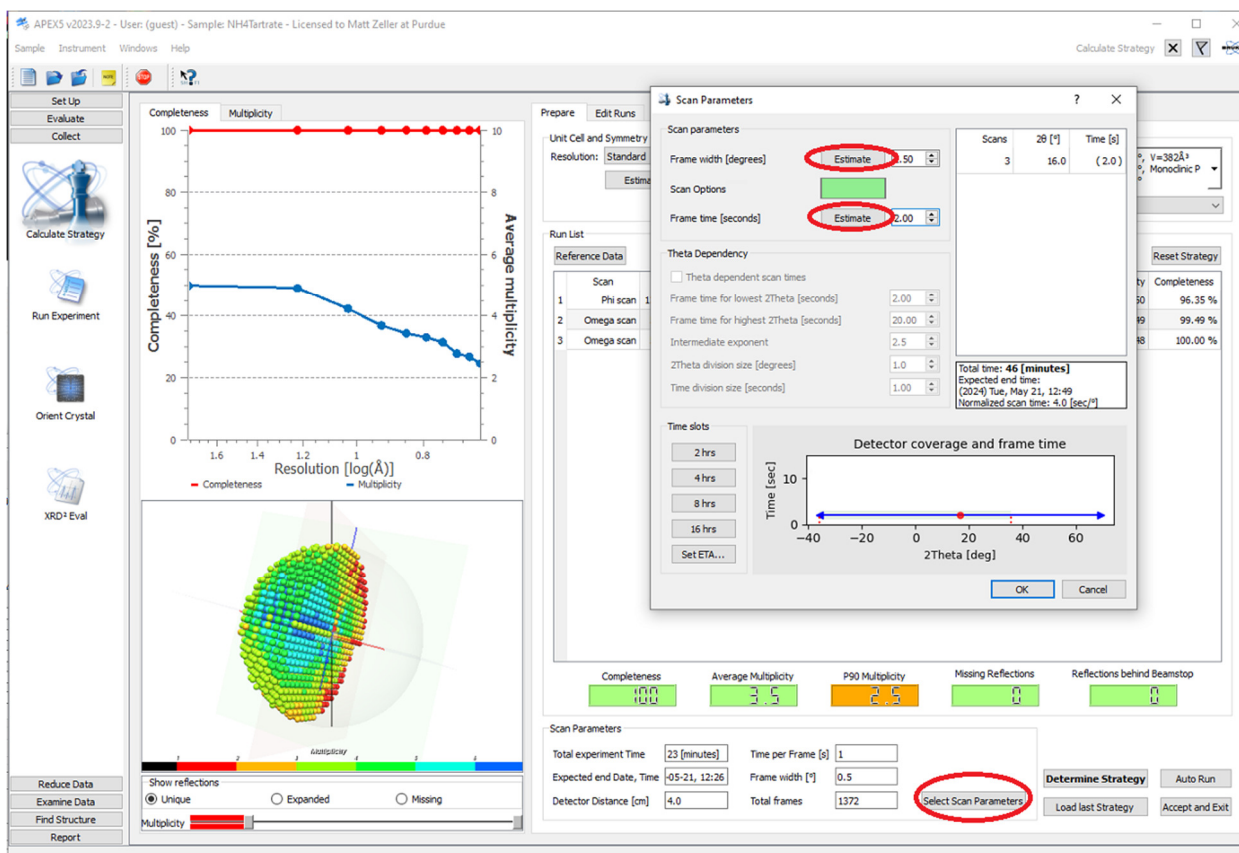 APEX5 v2023.9-2 - User: (guest) - Sample: NH4Tartrate - Licensed to Matt Zeller at Purdue
Sample Instrument Windows Help
Calculate Strategy
NOTE
STOP
Set Up
Evaluate
Collect
Calculate Strategy
Run Experiment
Orient Crystal
XRD² Eval
Reduce Data
Examine Data
Find Structure
Report
Completeness Multiplicity
Completeness [%]
100
80
60
40
20
0
Average multiplicity
10
8
6
4
2
0
1.6 1.4 1.2 1 0.8
Resolution [log(Å)]
Completeness Multiplicity
Multiplicity
Show reflections
Unique Expanded Missing
Multiplicity
Prepare Edit Runs
Unit Cell and Symmetry
Resolution: Standard
V=382Å³
Monoclinic P
Run List
Reference Data Reset Strategy
Scan Completeness
1 Phi scan 96.35 %
2 Omega scan 99.49 %
3 Omega scan 100.00 %
Scan Parameters
Scan parameters
Frame width [degrees] Estimate .50
Scan Options
Frame time [seconds] Estimate 2.00
Theta Dependency
Theta dependent scan times
Frame time for lowest 2Theta [seconds] 2.00
Frame time for highest 2Theta [seconds] 20.00
Intermediate exponent 2.5
2Theta division size [degrees] 1.0
Time division size [seconds] 1.00
Scans 2θ [°] Time [s]
3 16.0 (2.0)
Total time: 46 [minutes]
Expected end time:
(2024) Tue, May 21, 12:49
Normalized scan time: 4.0 [sec/°]
Time slots
2 hrs
4 hrs
8 hrs
16 hrs
Set ETA...
Detector coverage and frame time
Time [sec]
10
0
−40 −20 0 20 40 60
2Theta [deg]
OK Cancel
Completeness Average Multiplicity P90 Multiplicity Missing Reflections Reflections behind Beamstop
100 3.5 2.5 0 0
Scan Parameters
Total experiment Time 23 [minutes] Time per Frame [s] 1
Expected end Date, Time -05-21, 12:26 Frame width [°] 0.5
Detector Distance [cm] 4.0 Total frames 1372
Select Scan Parameters
Determine Strategy Auto Run
Load last Strategy Accept and Exit